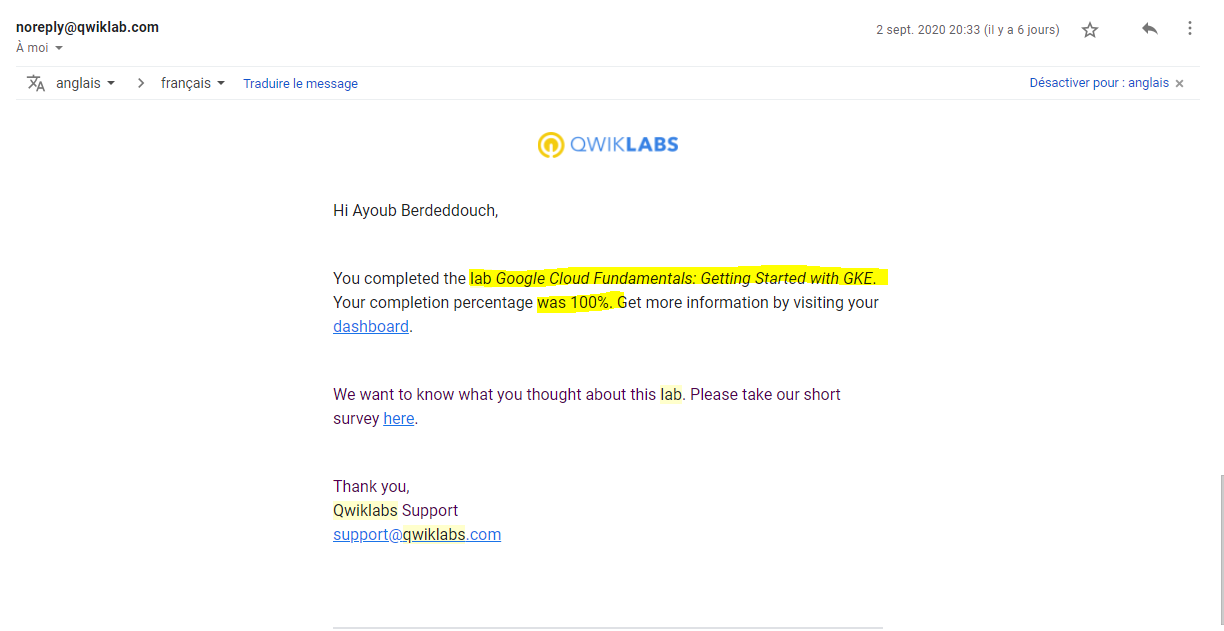 noreply@qwiklab.com
2 sept. 2020 20:33 (il y a 6 jours)
À moi
anglais > français Traduire le message
Désactiver pour : anglais ×
QWIKLABS
Hi Ayoub Berdeddouch,
You completed the lab Google Cloud Fundamentals: Getting Started with GKE.
Your completion percentage was 100%. Get more information by visiting your
dashboard.
We want to know what you thought about this lab. Please take our short
survey here.
Thank you,
Qwiklabs Support
support@qwiklabs.com